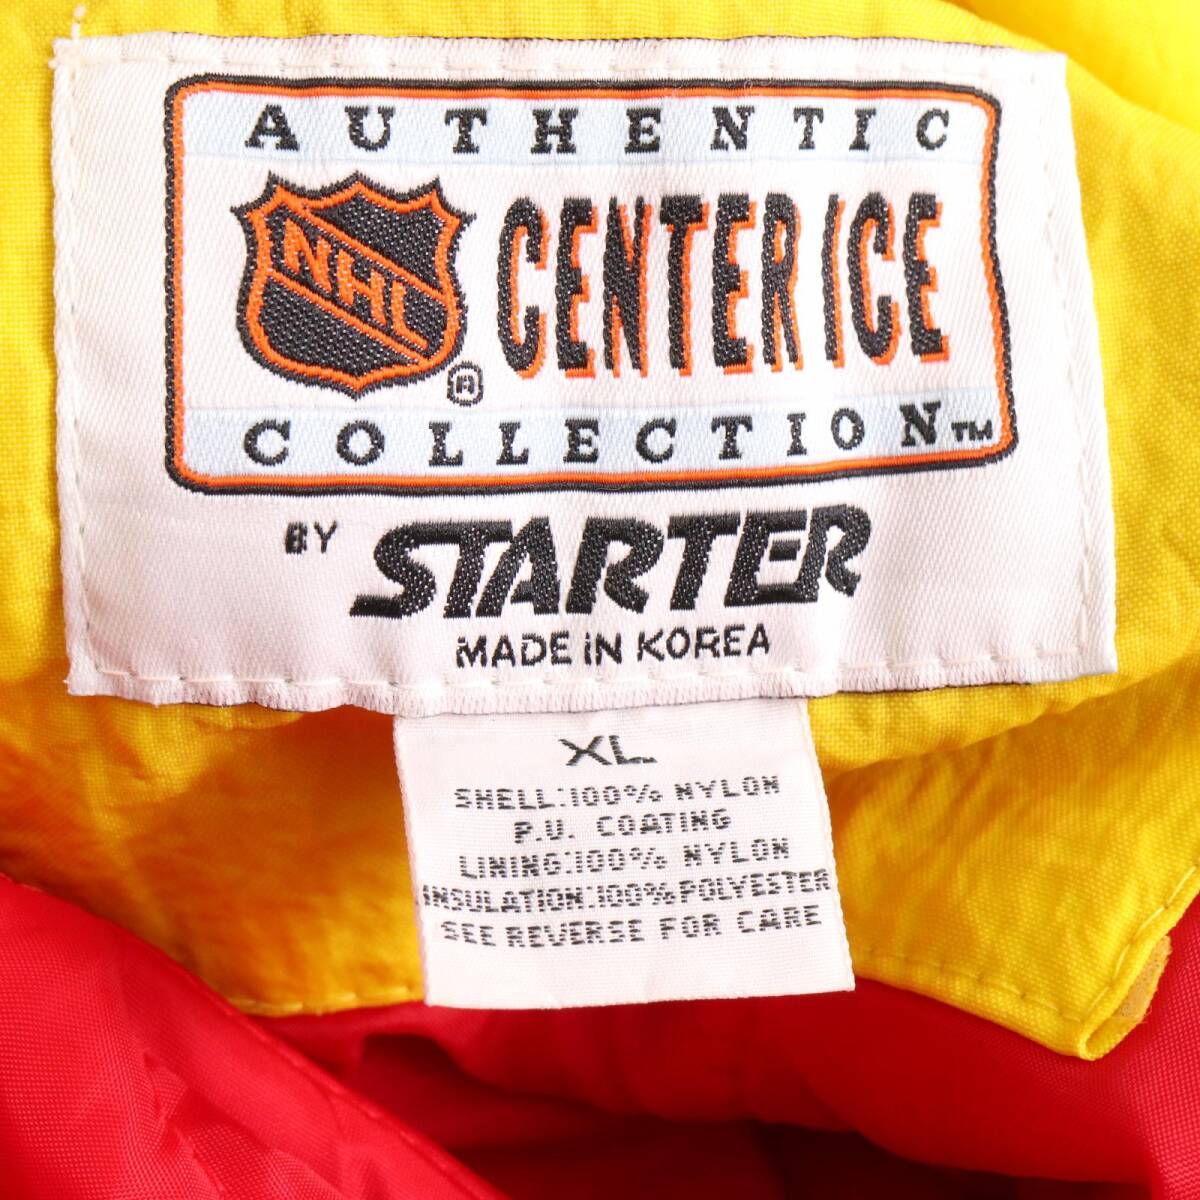 AUTHENTIC
NHL ® CENTER ICE
COLLECTION™
BY STARTER
MADE IN KOREA
XL
SHELL:100% NYLON
P.U. COATING
LINING:100% NYLON
INSULATION:100%POLYESTER
SEE REVERSE FOR CARE